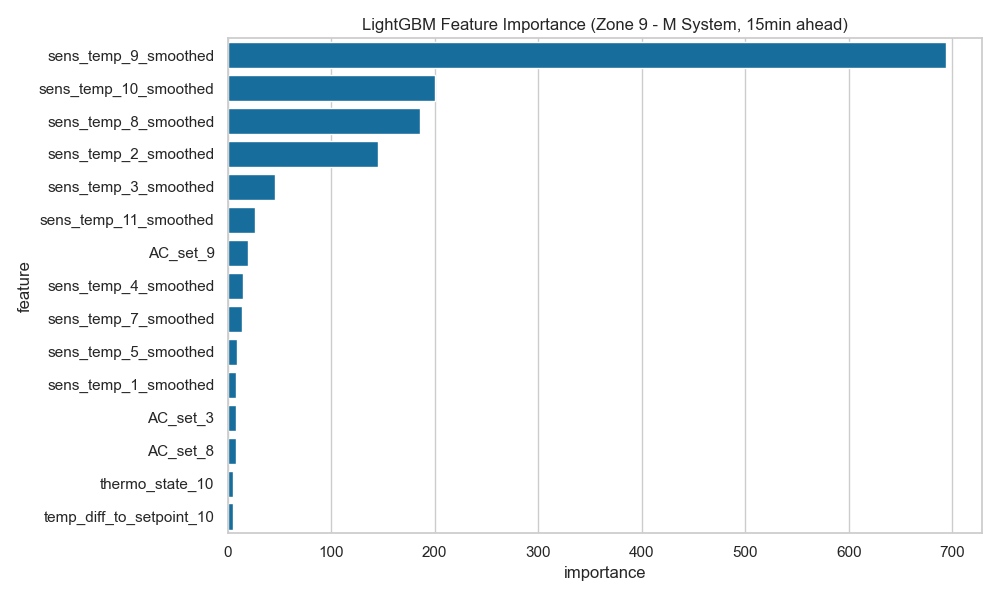 LightGBM Feature Importance (Zone 9 - M System, 15min ahead)
sens_temp_9_smoothed
sens_temp_10_smoothed
sens_temp_8_smoothed
sens_temp_2_smoothed
sens_temp_3_smoothed
sens_temp_11_smoothed
AC_set_9
sens_temp_4_smoothed
sens_temp_7_smoothed
sens_temp_5_smoothed
sens_temp_1_smoothed
AC_set_3
AC_set_8
thermo_state_10
temp_diff_to_setpoint_10
feature
0 100 200 300 400 500 600 700
importance